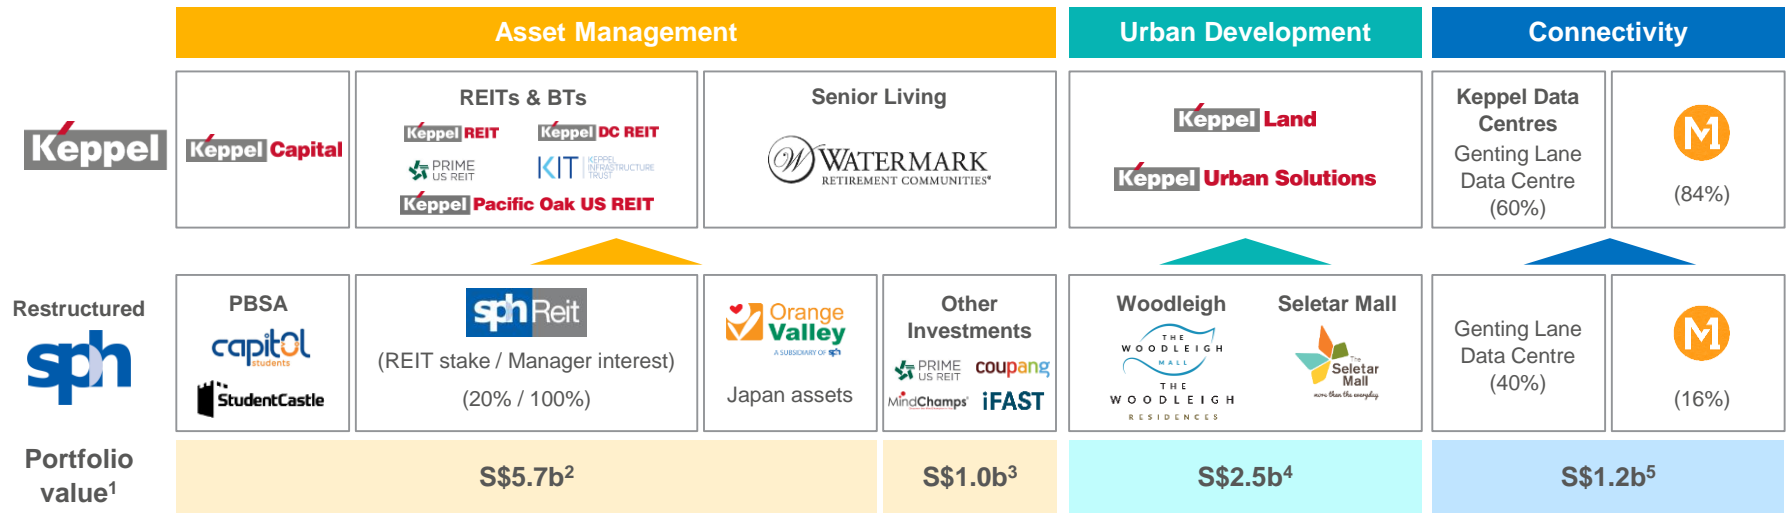 Asset Management
Urban Development
Connectivity
Keppel
Keppel Capital
REITs & BTs
Keppel REIT
Keppel DC REIT
PRIME
US REIT
KIT
KEPPEL
INFRASTRUCTURE
TRUST
Keppel Pacific Oak US REIT
Senior Living
W
WATERMARK
RETIREMENT COMMUNITIES
Keppel Land
Keppel Urban Solutions
Keppel Data
Centres
Genting Lane
Data Centre
(60%)
M1
(84%)
Restructured
sph
PBSA
capitol
students
StudentCastle
sph Reit
(REIT stake / Manager interest)
(20% / 100%)
Orange
Valley
A SUBSIDIARY OF sph
Japan assets
Other
Investments
PRIME
US REIT
coupang
MindChamps
iFAST
Woodleigh
THE
WOODLEIGH
MALL
THE
WOODLEIGH
RESIDENCES
Seletar Mall
The
Seletar
Mall
more than the everyday
Genting Lane
Data Centre
(40%)
M1
(16%)
Portfolio
value1
S$5.7b2
S$1.0b3
S$2.5b4
S$1.2b5